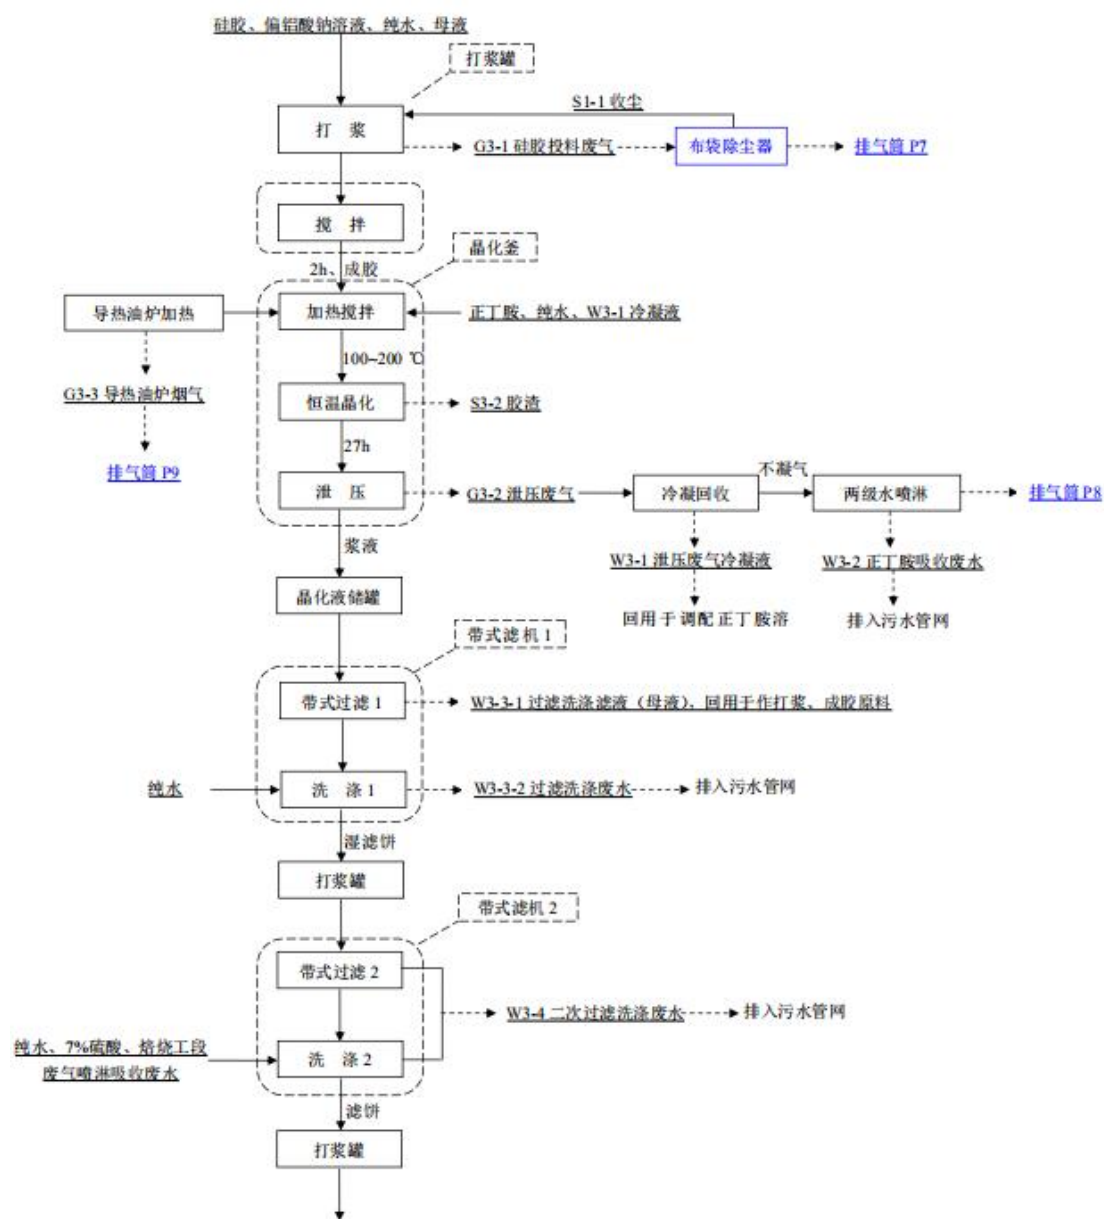 硅胶、偏铝酸钠溶液、纯水、母液
打浆罐
S1-1 收尘
打 浆
G3-1 硅胶投料废气
布袋除尘器
排气筒 P7
搅 拌
晶化釜
2h、成胶
导热油炉加热
加热搅拌
正丁胺、纯水、W3-1 冷凝液
100~200 ℃
G3-3 导热油炉烟气
恒温晶化
S3-2 胶渣
27h
排气筒 P9
不凝气
泄 压
G3-2 泄压废气
冷凝回收
两级水喷淋
排气筒 P8
浆液
W3-1 泄压废气冷凝液
W3-2 正丁胺吸收废水
晶化液储罐
回用于调配正丁胺溶
排入污水管网
带式滤机 1
带式过滤 1
W3-3-1 过滤洗涤滤液（母液）、回用于作打浆、成胶原料
纯水
洗 涤 1
W3-3-2 过滤洗涤废水
排入污水管网
湿滤饼
打浆罐
带式滤机 2
带式过滤 2
W3-4 二次过滤洗涤废水
排入污水管网
纯水、7%硫酸、焙烧工段
废气喷淋吸收废水
洗 涤 2
滤饼
打浆罐